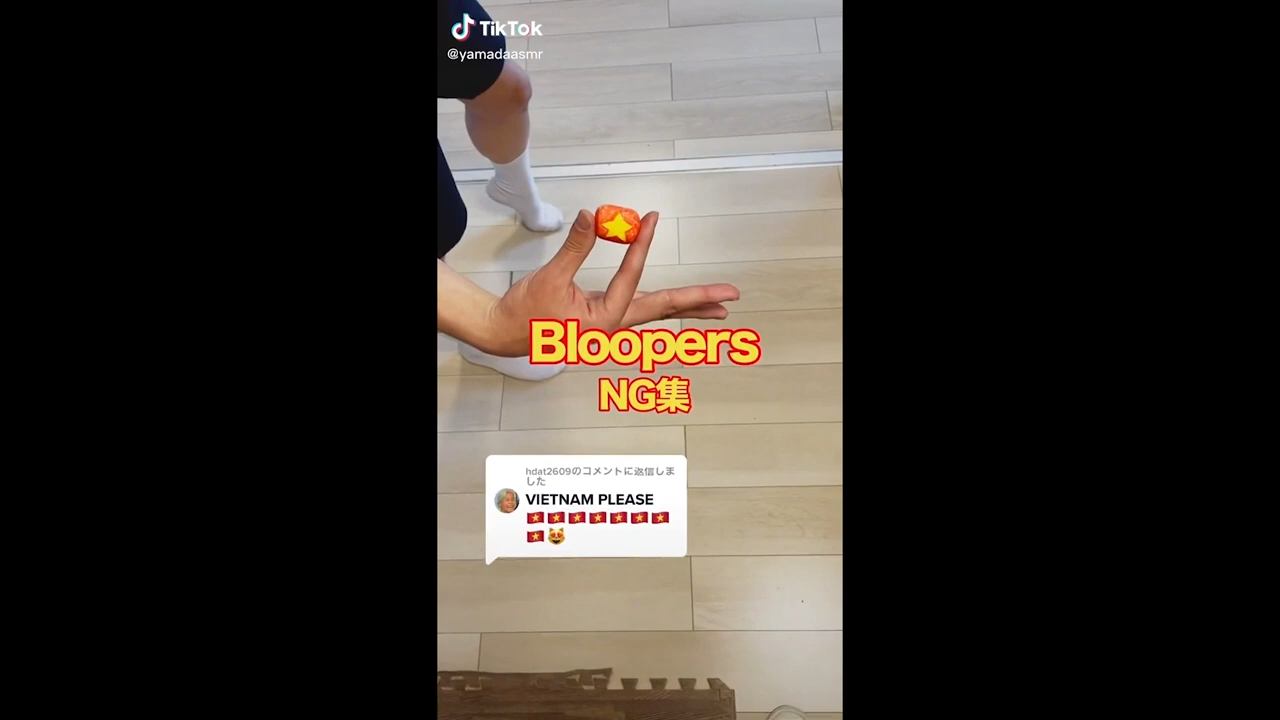 TikTok
@yamadaasmr
Bloopers
NG集
hdat2609のコメントに返信しま
した
VIETNAM PLEASE
🇻🇳🇻🇳🇻🇳🇻🇳🇻🇳🇻🇳🇻🇳
🇻🇳😻